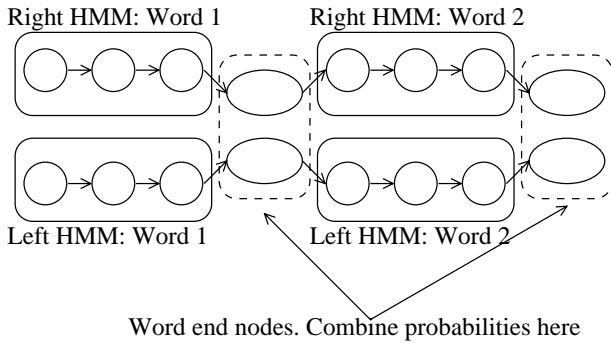 Right HMM: Word 1 Right HMM: Word 2
Left HMM: Word 1 Left HMM: Word 2
Word end nodes. Combine probabilities here